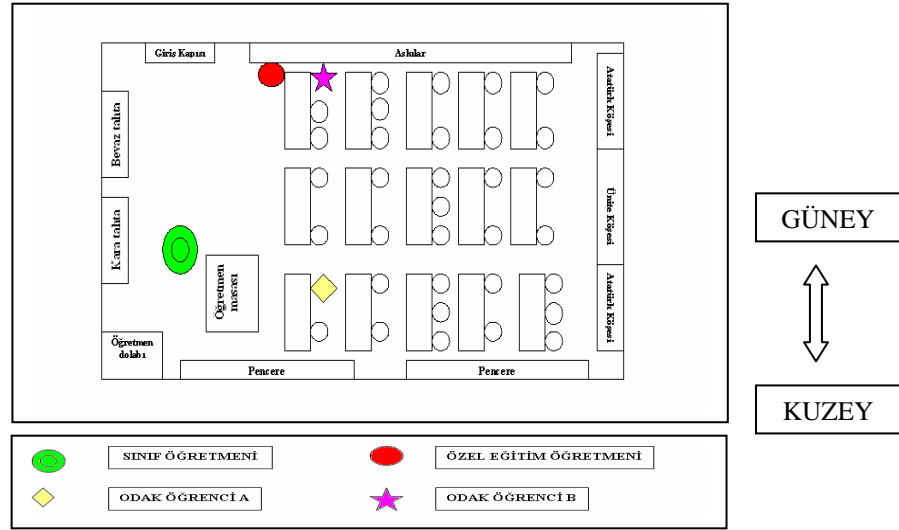 Giriş Kapısı
Askılar
Beyaz tahta
Kara tahta
Öğretmen
masası
Öğretmen
dolabı
Pencere
Pencere
Atatürk Köşesi
Ünite Köşesi
Atatürk Köşesi
GÜNEY
KUZEY
SINIF ÖĞRETMENİ
ÖZEL EĞİTİM ÖĞRETMENİ
ODAK ÖĞRENCİ A
ODAK ÖĞRENCİ B